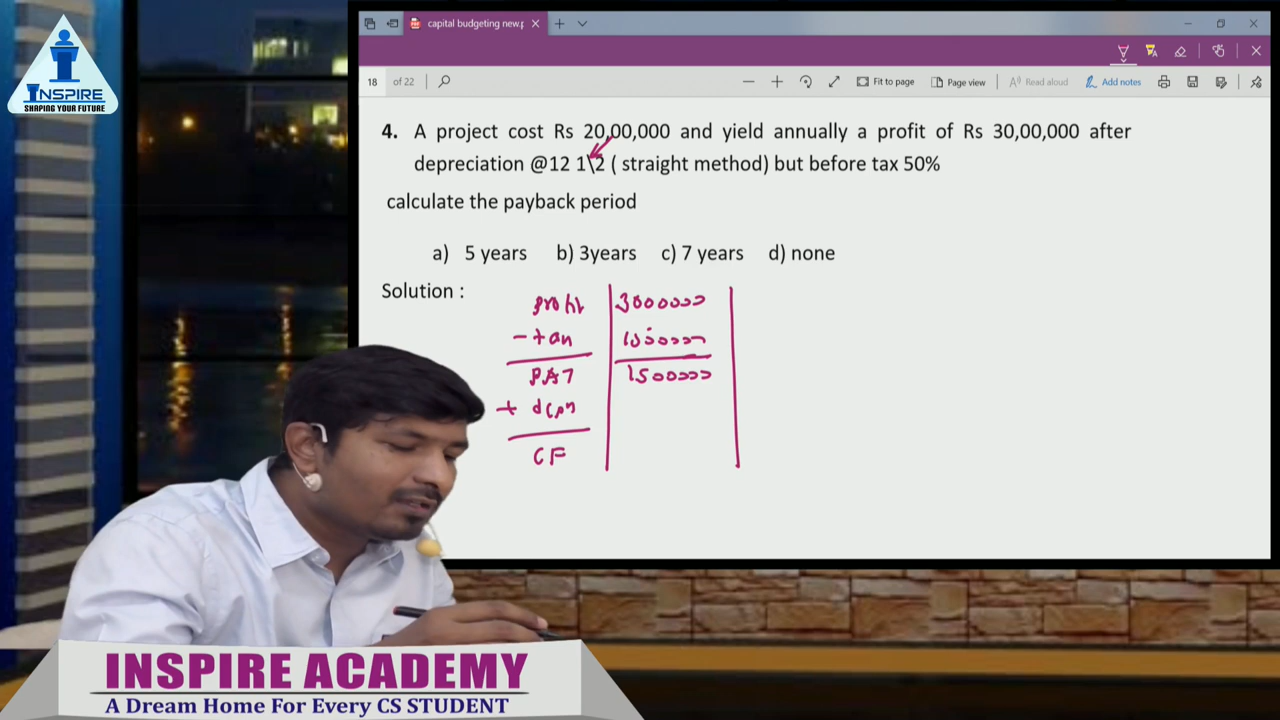 INSPIRE
SHAPING YOUR FUTURE
capital budgeting new.p
18 of 22
Fit to page
Page view
Read aloud
Add notes
4. A project cost Rs 20,00,000 and yield annually a profit of Rs 30,00,000 after
depreciation @12 1\2 ( straight method) but before tax 50%
calculate the payback period
a) 5 years b) 3years c) 7 years d) none
Solution :
profit 3000000
- tax 1500000
PAT 1500000
+ depn
CF
INSPIRE ACADEMY
A Dream Home For Every CS STUDENT